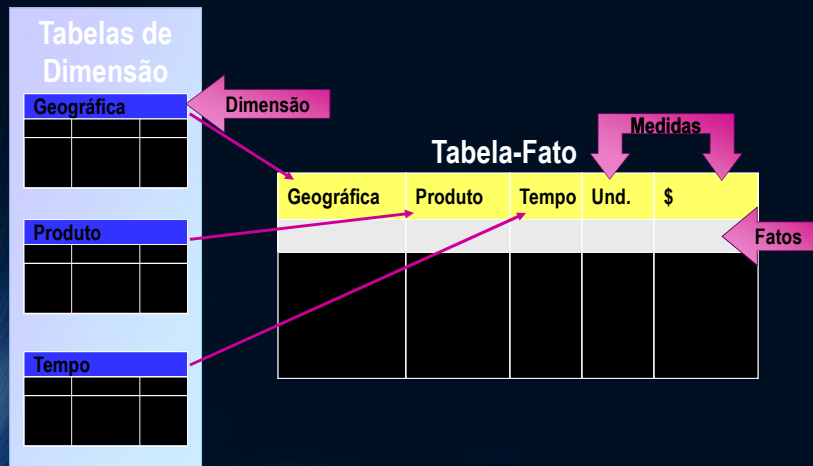 Tabelas de
Dimensão
Geográfica
Dimensão
Produto
Tempo
Tabela-Fato
Medidas
Geográfica Produto Tempo Und. $
Fatos